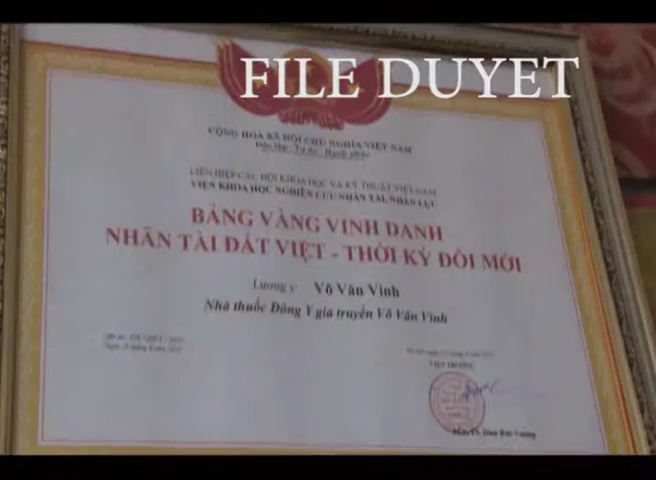 FILE DUYET
CỘNG HÒA XÃ HỘI CHỦ NGHĨA VIỆT NAM
Độc lập - Tự do - Hạnh phúc
LIÊN HIỆP CÁC HỘI KHOA HỌC VÀ KỸ THUẬT VIỆT NAM
VIỆN KHOA HỌC NGHIÊN CỨU NHÂN TÀI, NHÂN LỰC
BẢNG VÀNG VINH DANH
NHÂN TÀI ĐẤT VIỆT - THỜI KỲ ĐỔI MỚI
Lương y Võ Văn Vinh
Nhà thuốc Đông Y gia truyền Võ Văn Vinh
VIỆN TRƯỞNG